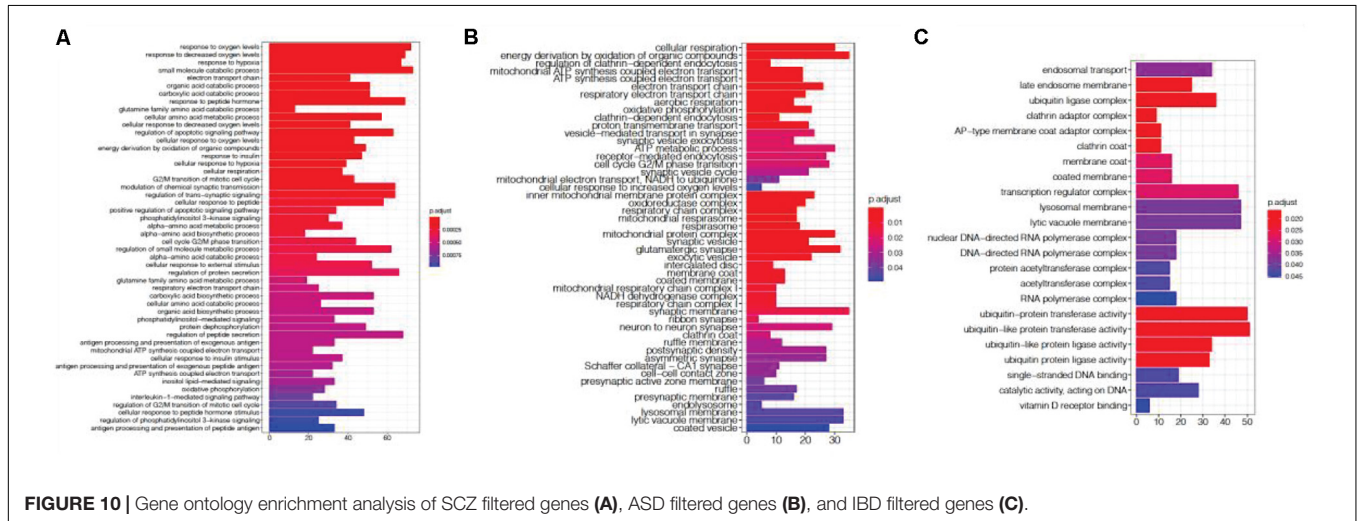 A
response to oxygen levels
response to decreased oxygen levels
response to hypoxia
small molecule catabolic process
electron transport chain
organic acid catabolic process
carboxylic acid catabolic process
response to peptide hormone
glutamine family amino acid catabolic process
cellular amino acid metabolic process
cellular response to decreased oxygen levels
regulation of apoptotic signaling pathway
cellular response to oxygen levels
energy derivation by oxidation of organic compounds
response to insulin
cellular response to hypoxia
cellular respiration
G2/M transition of mitotic cell cycle
modulation of chemical synaptic transmission
regulation of trans-synaptic signaling
cellular response to peptide
positive regulation of apoptotic signaling pathway
phosphatidylinositol 3-kinase signaling
alpha-amino acid metabolic process
alpha-amino acid biosynthetic process
cell cycle G2/M phase transition
regulation of small molecule metabolic process
alpha-amino acid catabolic process
cellular response to external stimulus
regulation of protein secretion
glutamine family amino acid metabolic process
respiratory electron transport chain
carboxylic acid biosynthetic process
cellular amino acid catabolic process
organic acid biosynthetic process
phosphatidylinositol-mediated signaling
protein dephosphorylation
regulation of peptide secretion
antigen processing and presentation of exogenous antigen
mitochondrial ATP synthesis coupled electron transport
cellular response to insulin stimulus
antigen processing and presentation of exogenous peptide antigen
ATP synthesis coupled electron transport
inositol lipid-mediated signaling
oxidative phosphorylation
interleukin-1-mediated signaling pathway
regulation of G2/M transition of mitotic cell cycle
cellular response to peptide hormone stimulus
regulation of phosphatidylinositol 3-kinase signaling
antigen processing and presentation of peptide antigen
0 20 40 60
p.adjust
0.00025
0.00050
0.00075
B
cellular respiration
energy derivation by oxidation of organic compounds
regulation of clathrin-dependent endocytosis
mitochondrial ATP synthesis coupled electron transport
ATP synthesis coupled electron transport
electron transport chain
respiratory electron transport chain
aerobic respiration
oxidative phosphorylation
clathrin-dependent endocytosis
proton transmembrane transport
vesicle-mediated transport in synapse
synaptic vesicle exocytosis
ATP metabolic process
receptor-mediated endocytosis
cell cycle G2/M phase transition
synaptic vesicle cycle
mitochondrial electron transport, NADH to ubiquinone
cellular response to increased oxygen levels
inner mitochondrial membrane protein complex
oxidoreductase complex
respiratory chain complex
mitochondrial respirasome
respirasome
mitochondrial protein complex
synaptic vesicle
glutamatergic synapse
exocytic vesicle
intercalated disc
membrane coat
coated membrane
mitochondrial respiratory chain complex I
NADH dehydrogenase complex
respiratory chain complex I
synaptic membrane
ribbon synapse
neuron to neuron synapse
clathrin coat
ruffle membrane
postsynaptic density
asymmetric synapse
Schaffer collateral - CA1 synapse
cell-cell contact zone
presynaptic active zone membrane
ruffle
presynaptic membrane
endolysosome
lysosomal membrane
lytic vacuole membrane
coated vesicle
0 10 20 30
p.adjust
0.01
0.02
0.03
0.04
C
endosomal transport
late endosome membrane
ubiquitin ligase complex
clathrin adaptor complex
AP-type membrane coat adaptor complex
clathrin coat
membrane coat
coated membrane
transcription regulator complex
lysosomal membrane
lytic vacuole membrane
nuclear DNA-directed RNA polymerase complex
DNA-directed RNA polymerase complex
protein acetyltransferase complex
acetyltransferase complex
RNA polymerase complex
ubiquitin-protein transferase activity
ubiquitin-like protein transferase activity
ubiquitin-like protein ligase activity
ubiquitin protein ligase activity
single-stranded DNA binding
catalytic activity, acting on DNA
vitamin D receptor binding
0 10 20 30 40 50
p.adjust
0.020
0.025
0.030
0.035
0.040
0.045
FIGURE 10 | Gene ontology enrichment analysis of SCZ filtered genes (A), ASD filtered genes (B), and IBD filtered genes (C).